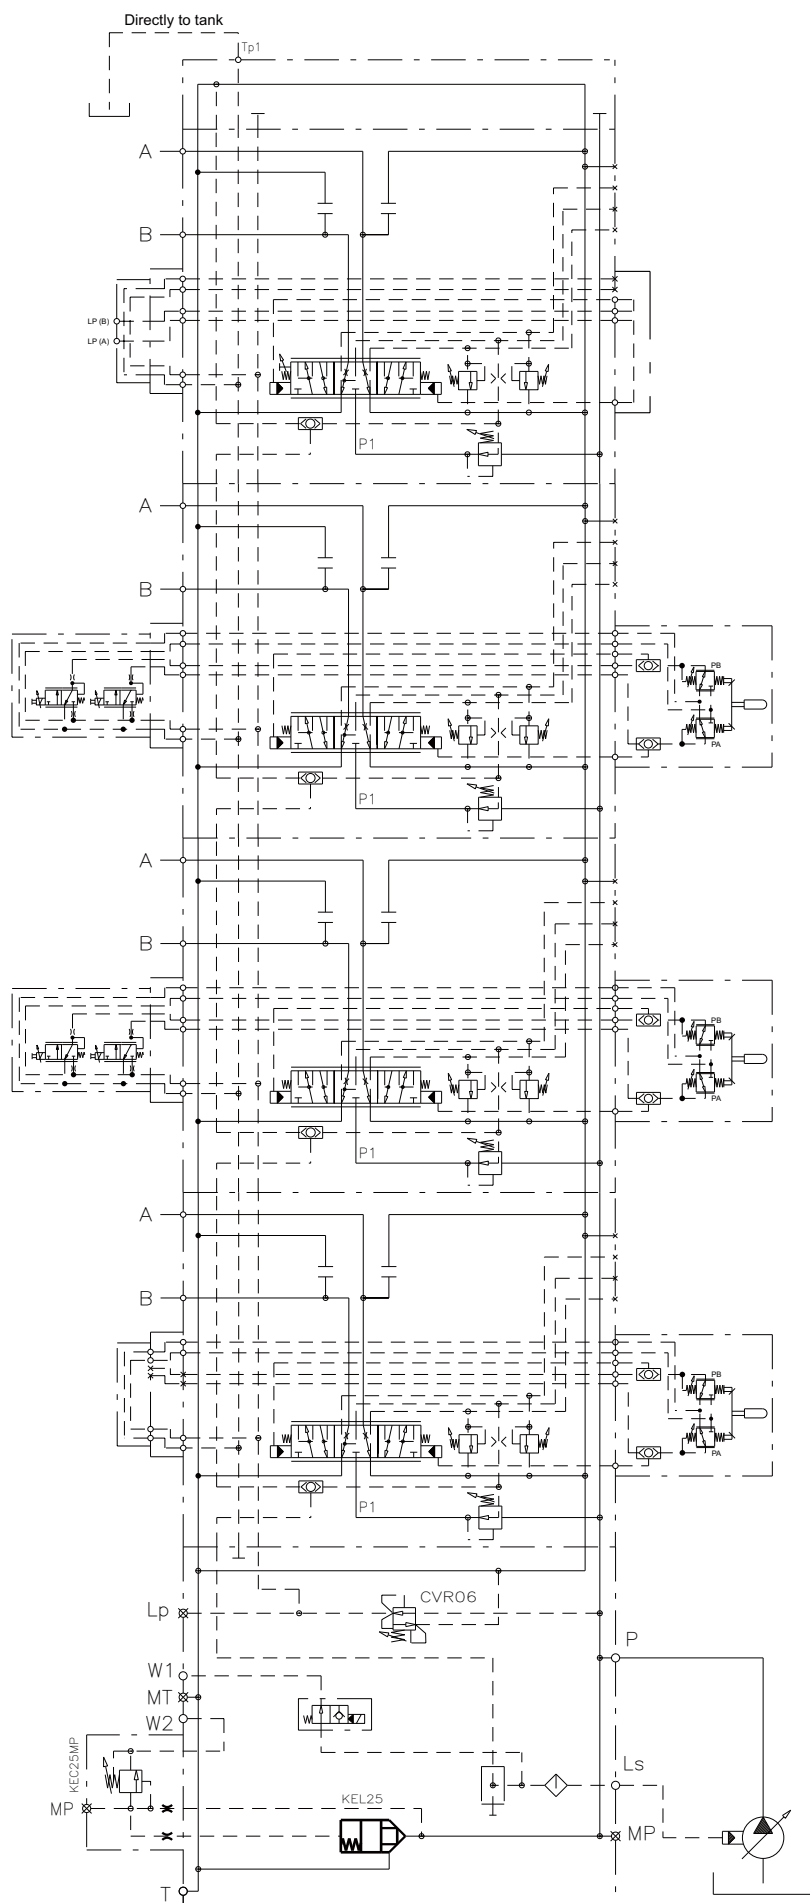 Directly to tank
Tp1
A
B
LP (B)
LP (A)
P1
A
B
PB
PA
P1
A
B
PB
PA
P1
A
B
PB
PA
P1
CVR06
Lp
P
W1
MT
W2
KEC25MP
Ls
KEL25
MP
MP
T